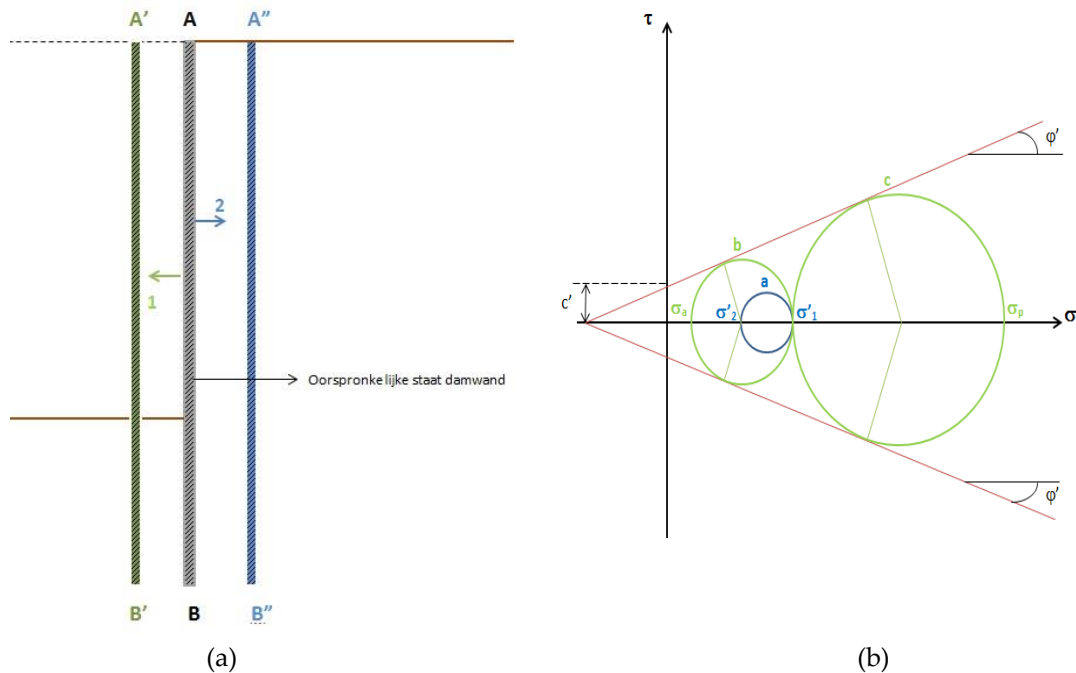 A’ A A”
2
1
Oorspronkelijke staat damwand
B’ B B”
(a)
τ
φ’
c
b
a
c’
σa σ’2 σ’1 σp σ
φ’
(b)